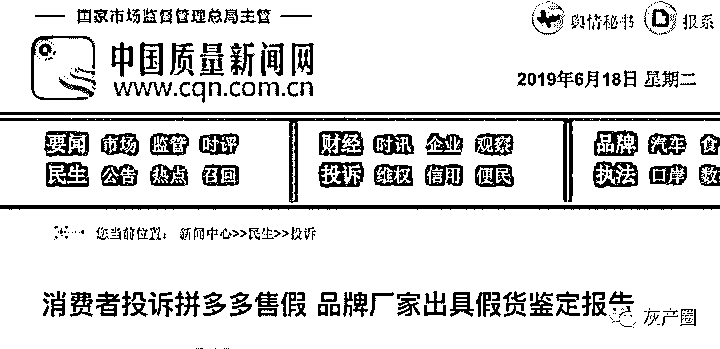 国家市场监督管理总局主管
舆情秘书 报系
中国质量新闻网
www.cqn.com.cn
2019年6月18日 星期二
要闻 市场 监管 时评 财经 时讯 企业 观察 品牌 汽车 食
民生 公告 热点 召回 投诉 维权 信用 便民 执法 口岸 数
您当前位置: 新闻中心>>民生>>投诉
消费者投诉拼多多售假 品牌厂家出具假货鉴定报告
灰产圈